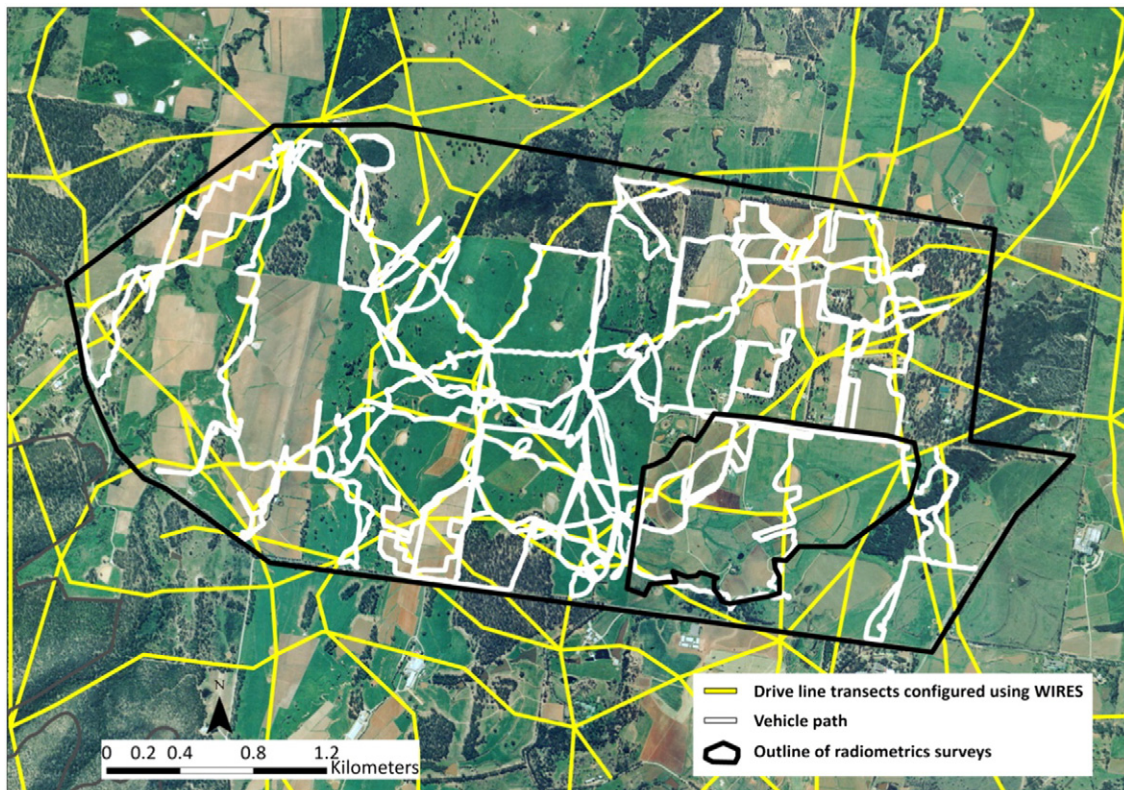 Drive line transects configured using WIRES
Vehicle path
Outline of radiometrics surveys
N
0 0.2 0.4 0.8 1.2
Kilometers